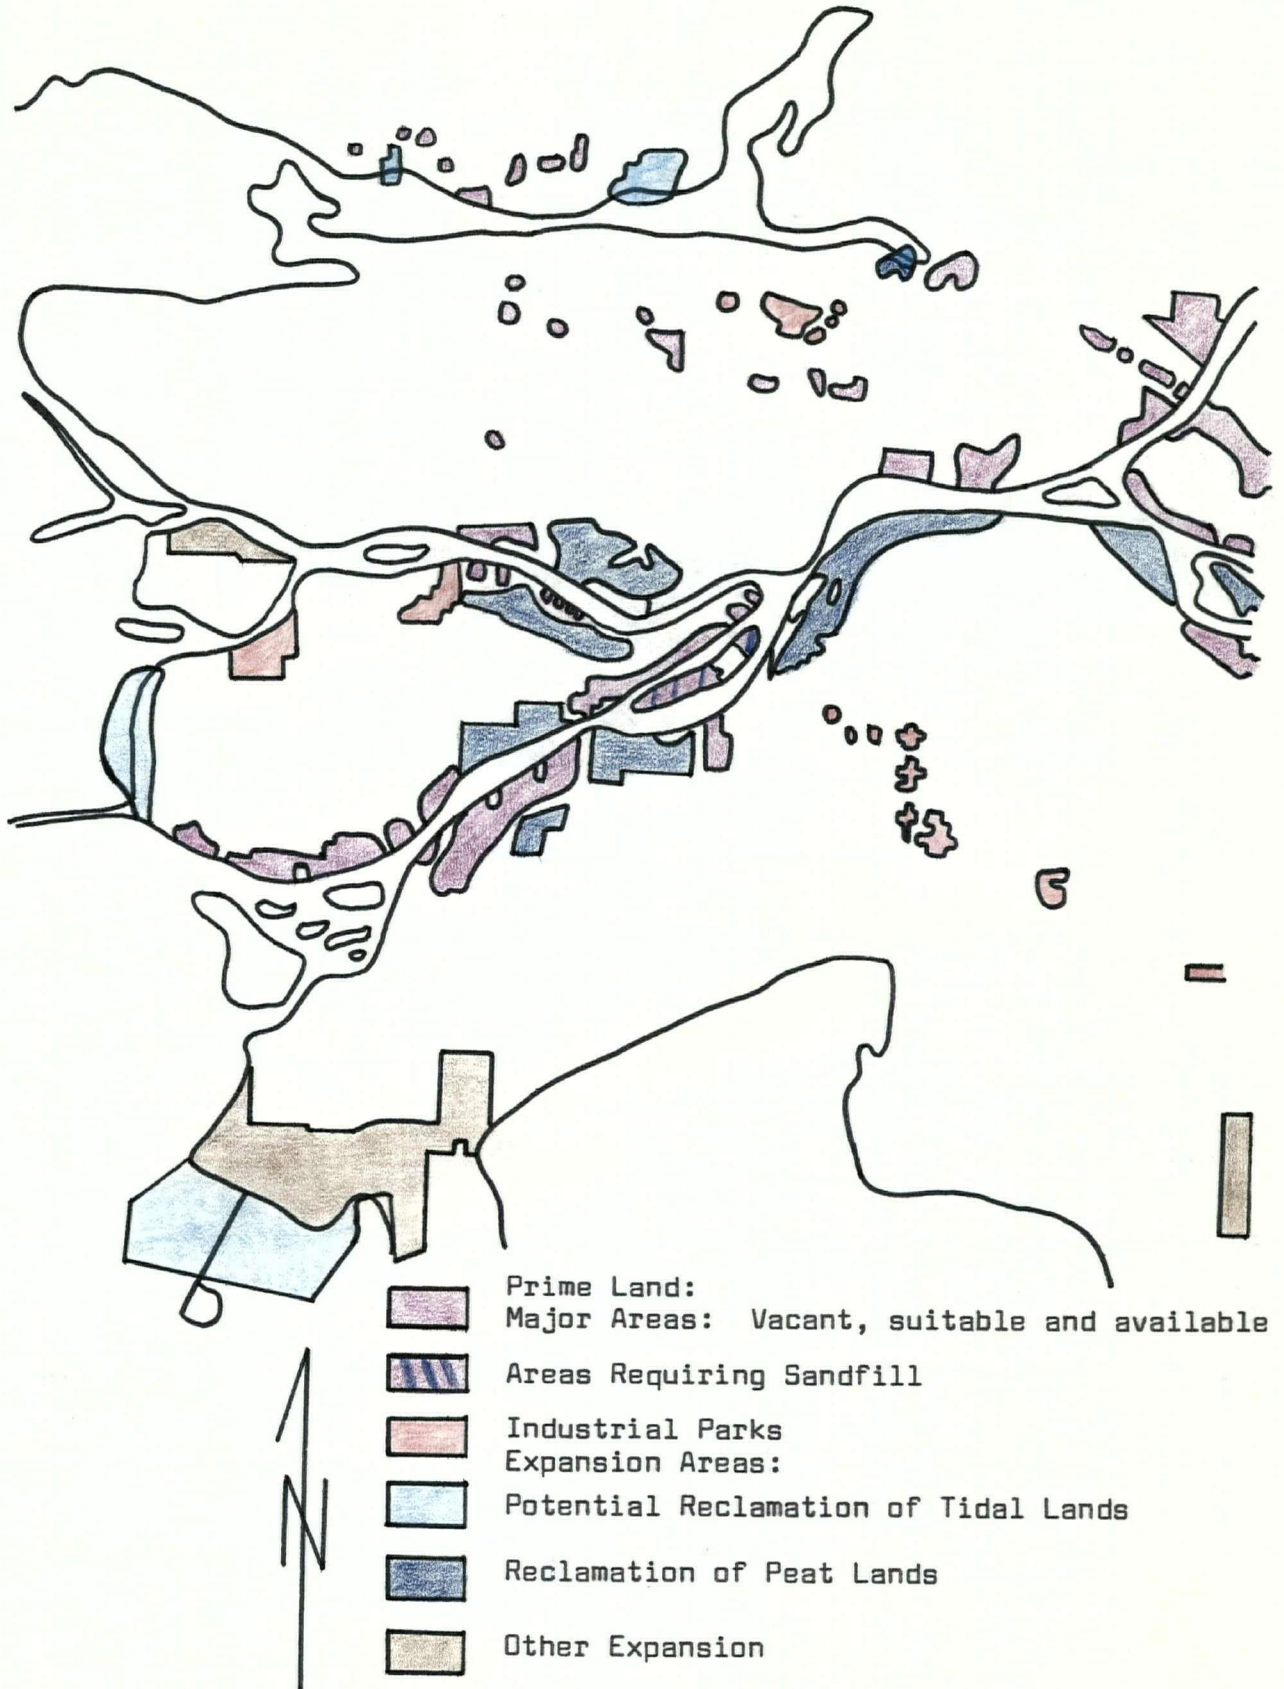 Prime Land:
Major Areas: Vacant, suitable and available
Areas Requiring Sandfill
Industrial Parks
Expansion Areas:
Potential Reclamation of Tidal Lands
Reclamation of Peat Lands
Other Expansion
N